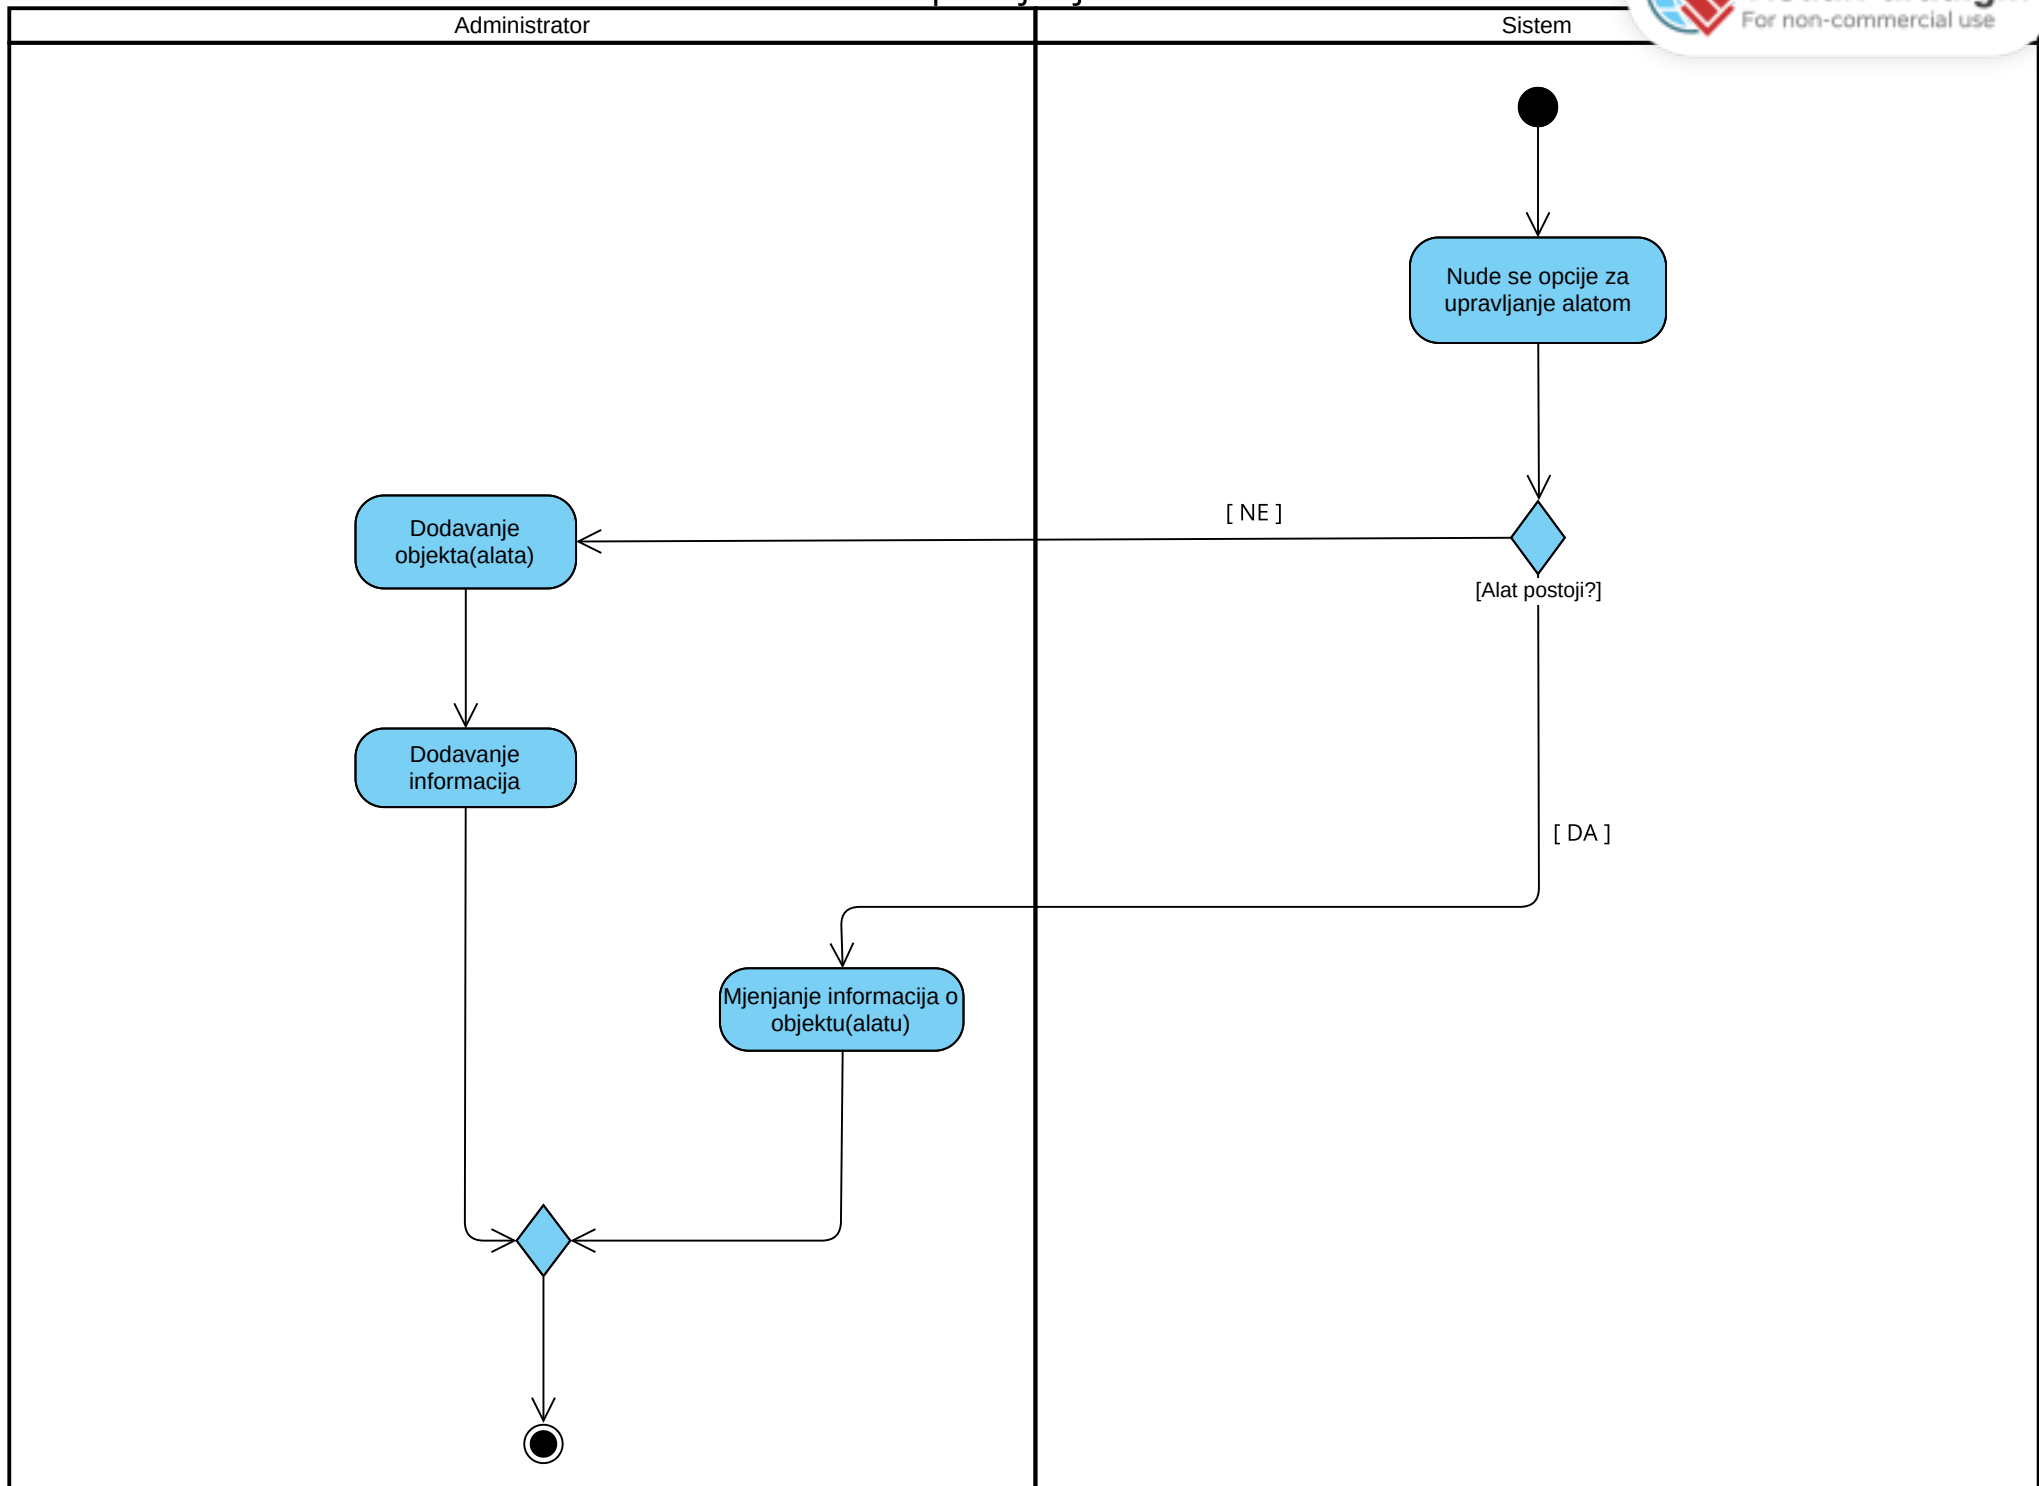 Administrator
Sistem
For non-commercial use
Nude se opcije za
upravljanje alatom
[ NE ]
Dodavanje
objekta(alata)
[Alat postoji?]
Dodavanje
informacija
[ DA ]
Mjenjanje informacija o
objektu(alatu)